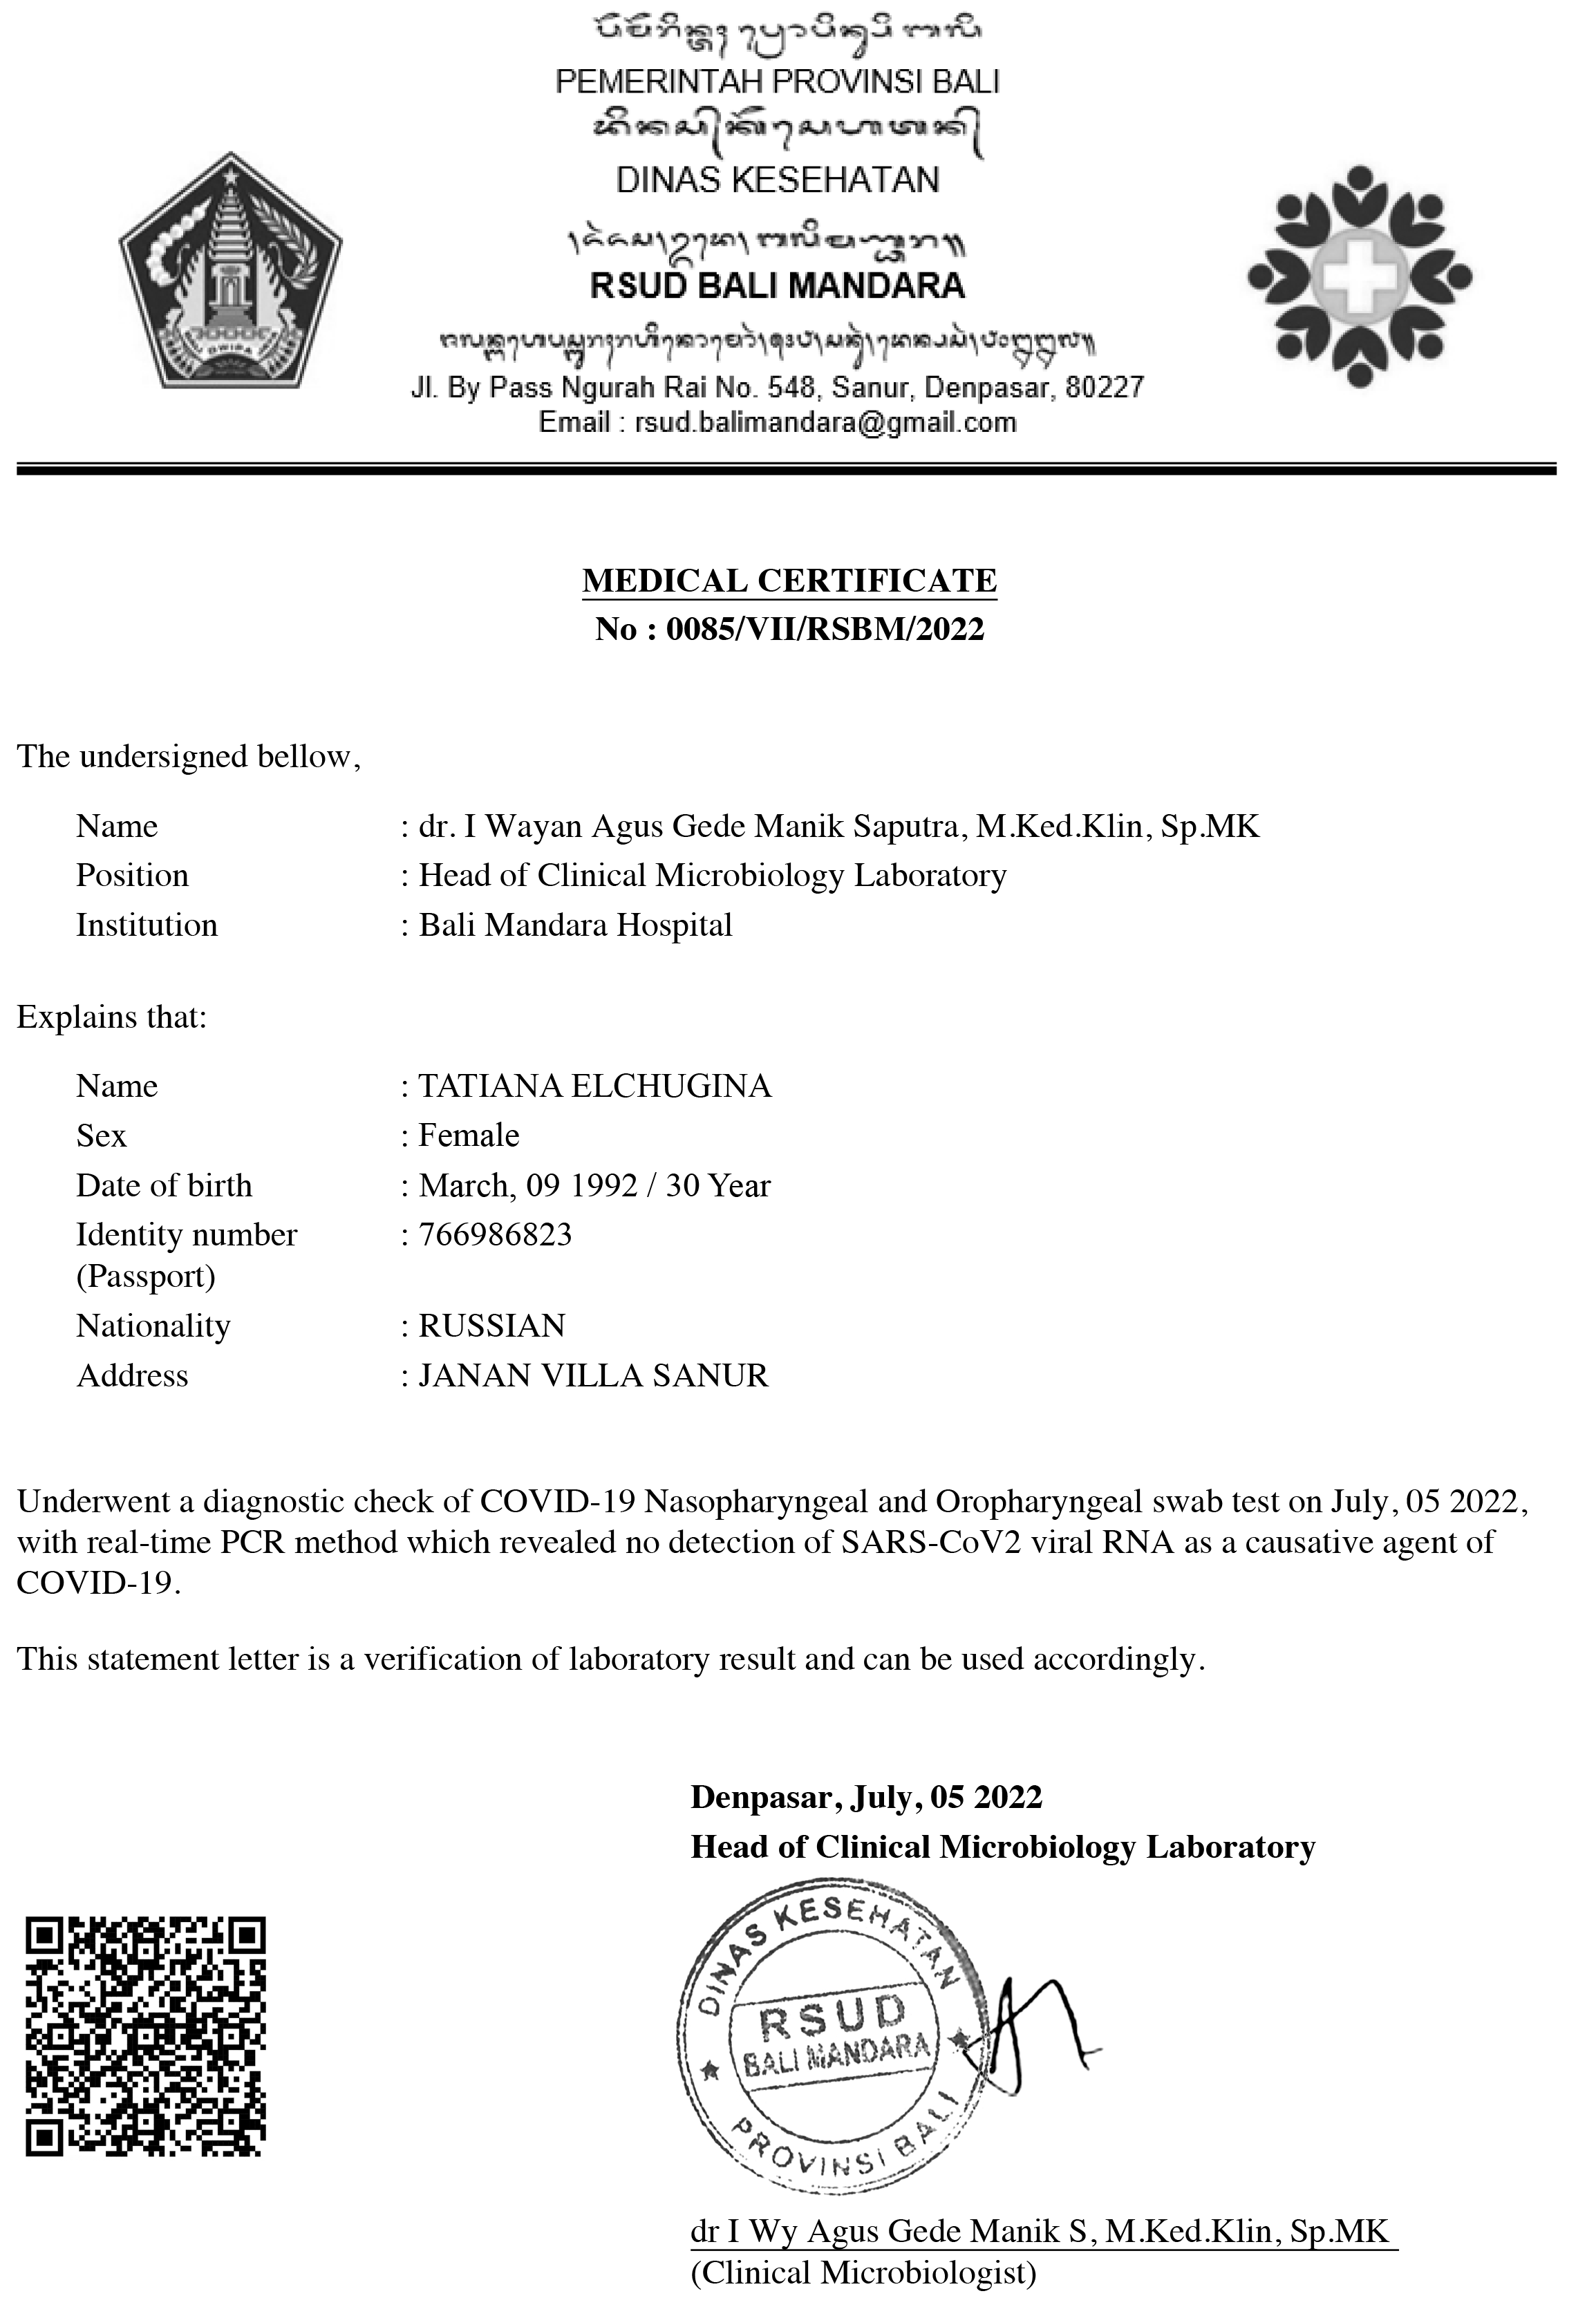 PEMERINTAH PROVINSI BALI
DINAS KESEHATAN
RSUD BALI MANDARA
Jl. By Pass Ngurah Rai No. 548, Sanur, Denpasar, 80227
Email : rsud.balimandara@gmail.com
MEDICAL CERTIFICATE
No : 0085/VII/RSBM/2022
The undersigned bellow,
Name : dr. I Wayan Agus Gede Manik Saputra, M.Ked.Klin, Sp.MK
Position : Head of Clinical Microbiology Laboratory
Institution : Bali Mandara Hospital
Explains that:
Name : TATIANA ELCHUGINA
Sex : Female
Date of birth : March, 09 1992 / 30 Year
Identity number : 766986823
(Passport)
Nationality : RUSSIAN
Address : JANAN VILLA SANUR
Underwent a diagnostic check of COVID-19 Nasopharyngeal and Oropharyngeal swab test on July, 05 2022,
with real-time PCR method which revealed no detection of SARS-CoV2 viral RNA as a causative agent of
COVID-19.
This statement letter is a verification of laboratory result and can be used accordingly.
Denpasar, July, 05 2022
Head of Clinical Microbiology Laboratory
DINAS KESEHATAN
RSUD
BALI MANDARA
PROVINSI BALI
dr I Wy Agus Gede Manik S, M.Ked.Klin, Sp.MK
(Clinical Microbiologist)